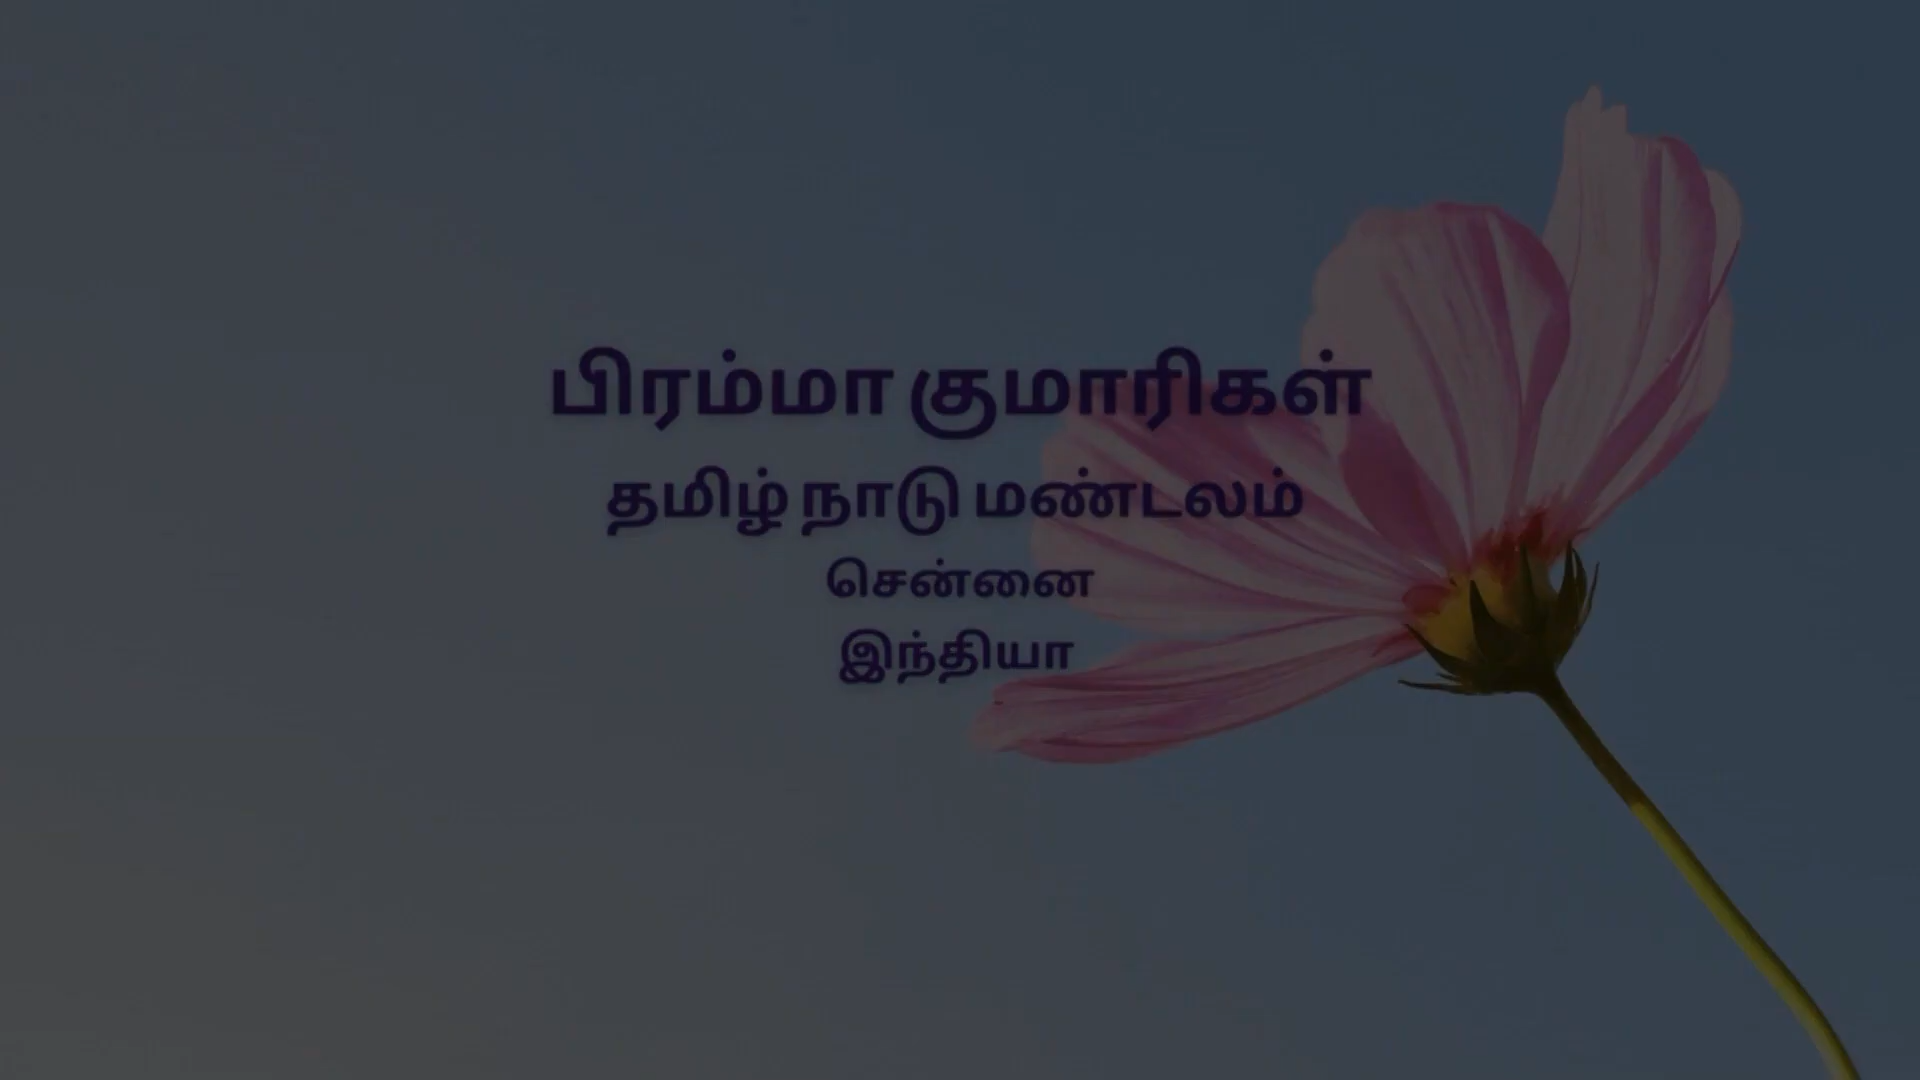 பிரம்மா குமாரிகள்
தமிழ் நாடு மண்டலம்
சென்னை
இந்தியா